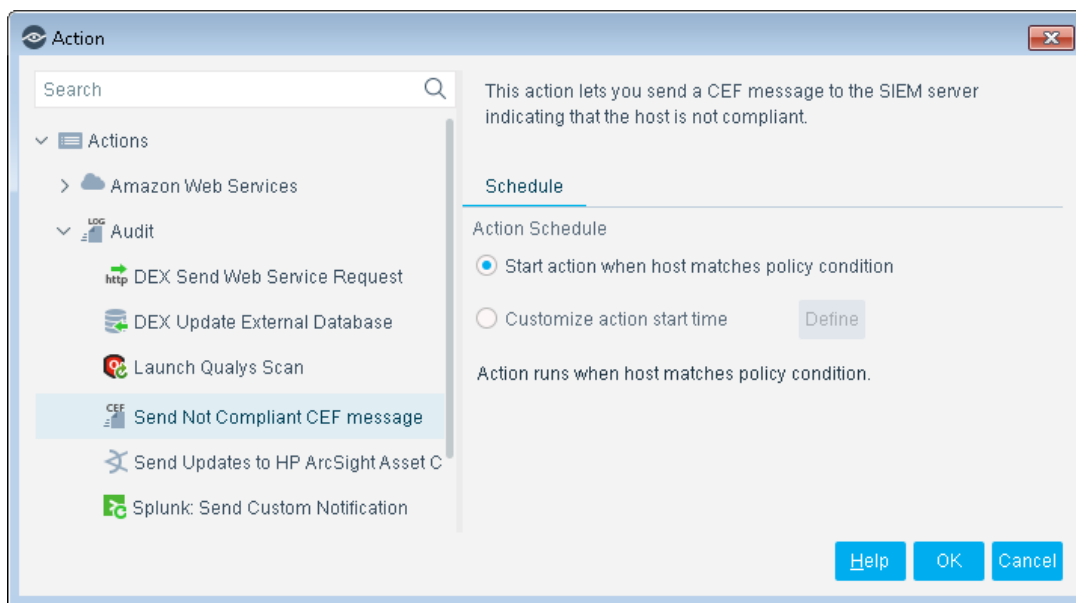 Action
Search
Actions
Amazon Web Services
LOG
Audit
http DEX Send Web Service Request
DEX Update External Database
Launch Qualys Scan
CEF
Send Not Compliant CEF message
Send Updates to HP ArcSight Asset C
Splunk: Send Custom Notification
This action lets you send a CEF message to the SIEM server
indicating that the host is not compliant.
Schedule
Action Schedule
Start action when host matches policy condition
Customize action start time
Define
Action runs when host matches policy condition.
Help
OK
Cancel